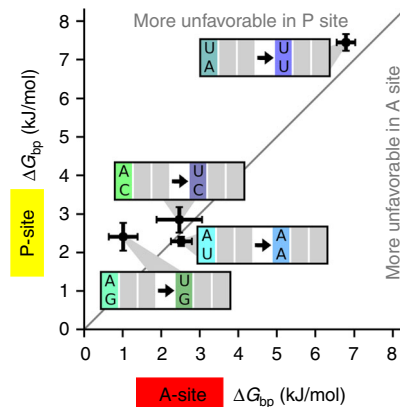 More unfavorable in P site
More unfavorable in A site
P-site ΔGbp (kJ/mol)
8
7
6
5
4
3
2
1
0
U U
A U
A U
C C
A A
U A
A U
G G
0 1 2 3 4 5 6 7 8
A-site ΔGbp (kJ/mol)